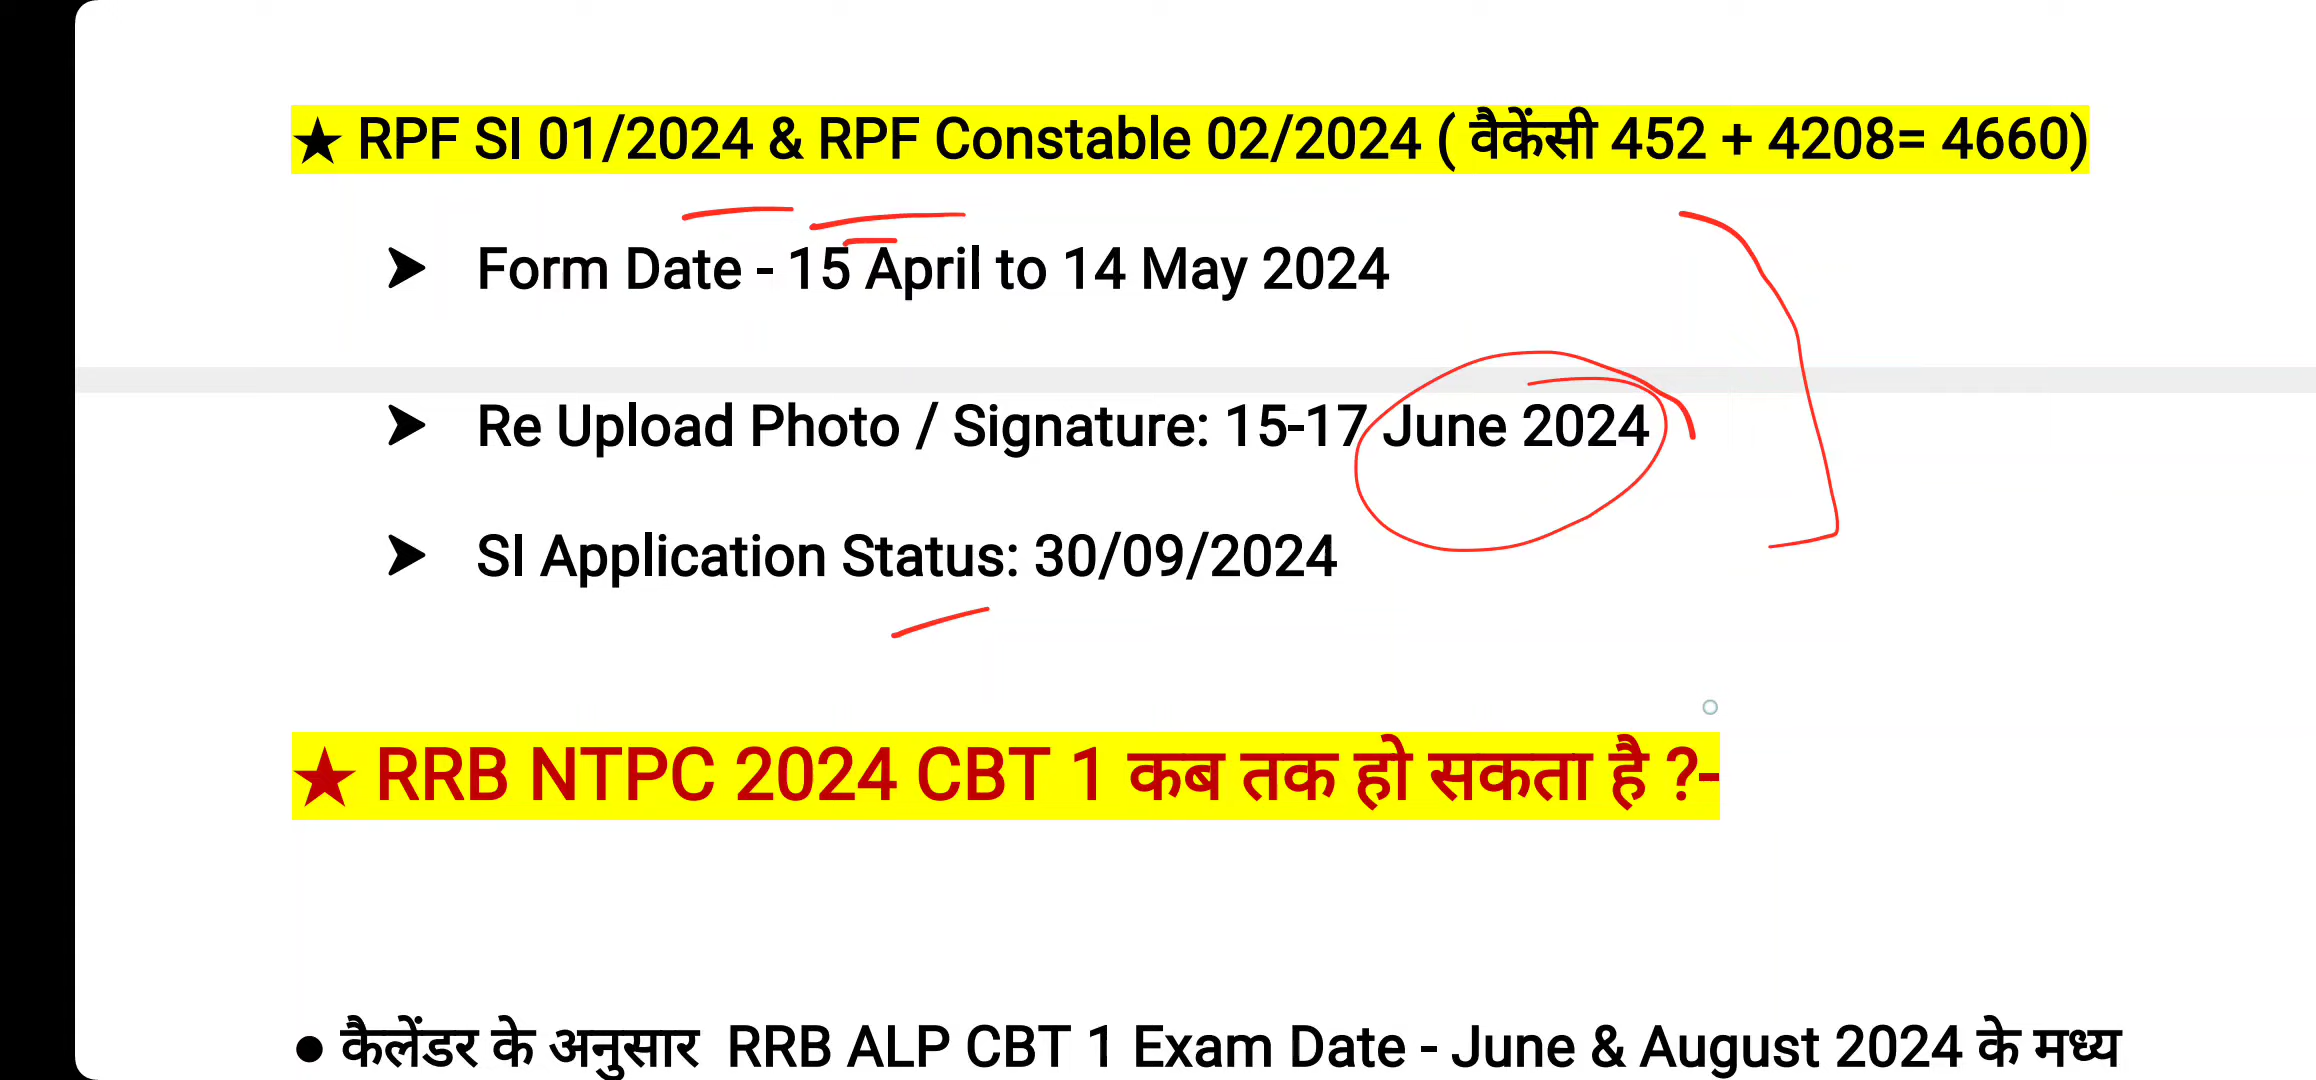 ★ RPF SI 01/2024 & RPF Constable 02/2024 ( वैकेंसी 452 + 4208= 4660)
➤ Form Date - 15 April to 14 May 2024
➤ Re Upload Photo / Signature: 15-17 June 2024
➤ SI Application Status: 30/09/2024
★ RRB NTPC 2024 CBT 1 कब तक हो सकता है ?-
● कैलेंडर के अनुसार RRB ALP CBT 1 Exam Date - June & August 2024 के मध्य